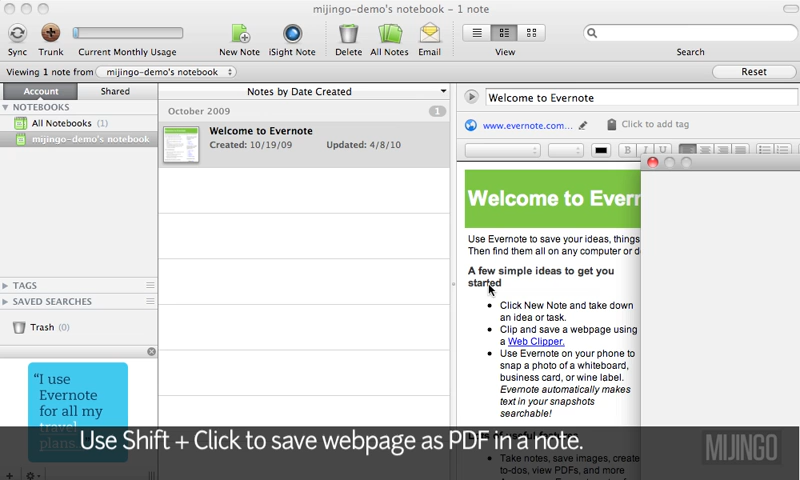 mijingo-demo's notebook – 1 note
Sync
Trunk
Current Monthly Usage
New Note
iSight Note
Delete
All Notes
Email
View
Search
Viewing 1 note from
mijingo-demo's notebook
Reset
Account
Shared
NOTEBOOKS
All Notebooks (1)
mijingo-demo's notebook
TAGS
SAVED SEARCHES
Trash (0)
"I use
Evernote
for all my
travel
plans.
Notes by Date Created
October 2009
1
Welcome to Evernote
Created: 10/19/09 Updated: 4/8/10
Welcome to Evernote
www.evernote.com...
Click to add tag
B I U
Welcome to Evern
Use Evernote to save your ideas, things
Then find them all on any computer or d
A few simple ideas to get you
started
Click New Note and take down
an idea or task.
Clip and save a webpage using
a Web Clipper.
Use Evernote on your phone to
snap a photo of a whiteboard,
business card, or wine label.
Evernote automatically makes
text in your snapshots
searchable!
Take notes, save images, create
to-dos, view PDFs, and more
Use Shift + Click to save webpage as PDF in a note.
MIJINGO